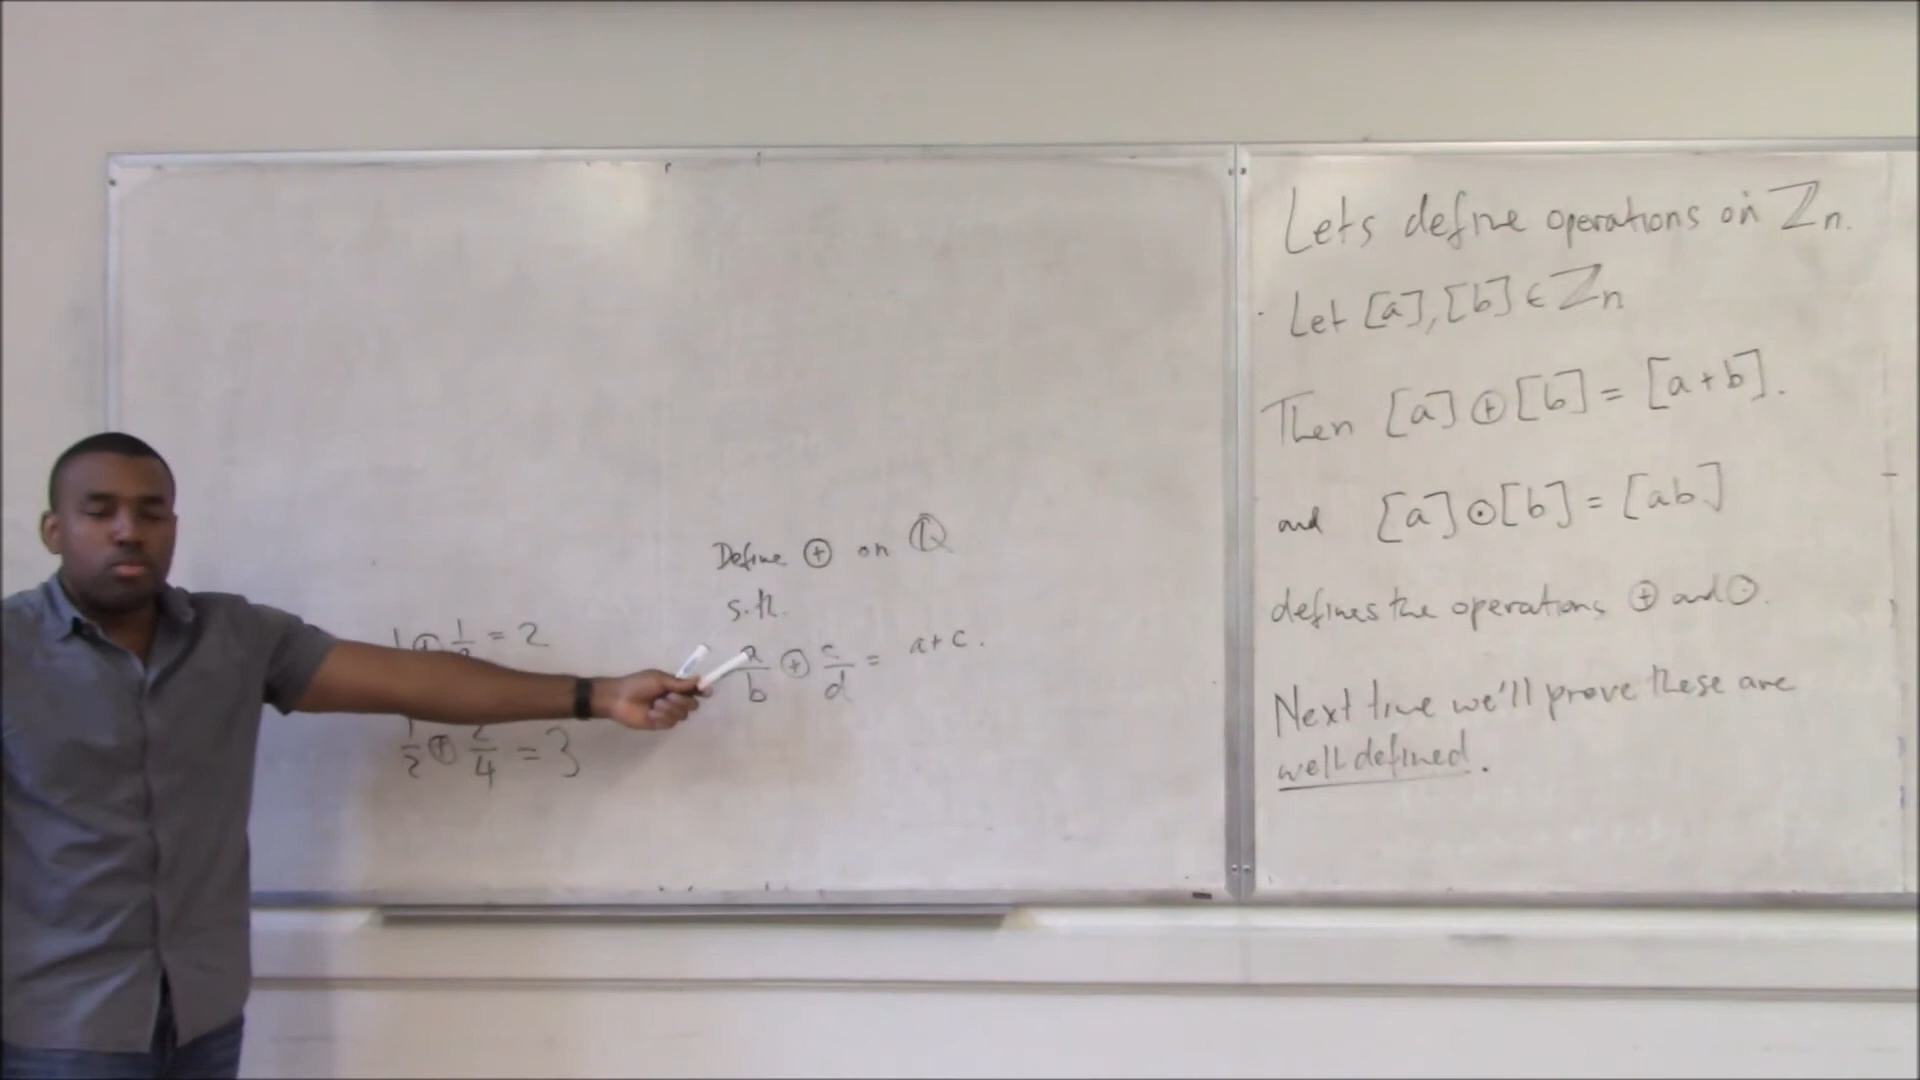 1/2 ⊕ 1/2 = 2
1/2 ⊕ 2/4 = 3
Define ⊕ on ℚ
s.th.
a/b ⊕ c/d = a+c.
Lets define operations on ℤn.
Let [a], [b] ∈ ℤn
Then [a] ⊕ [b] = [a+b].
and [a] ⊙ [b] = [ab]
defines the operations ⊕ and ⊙.
Next time we'll prove these are
well defined.